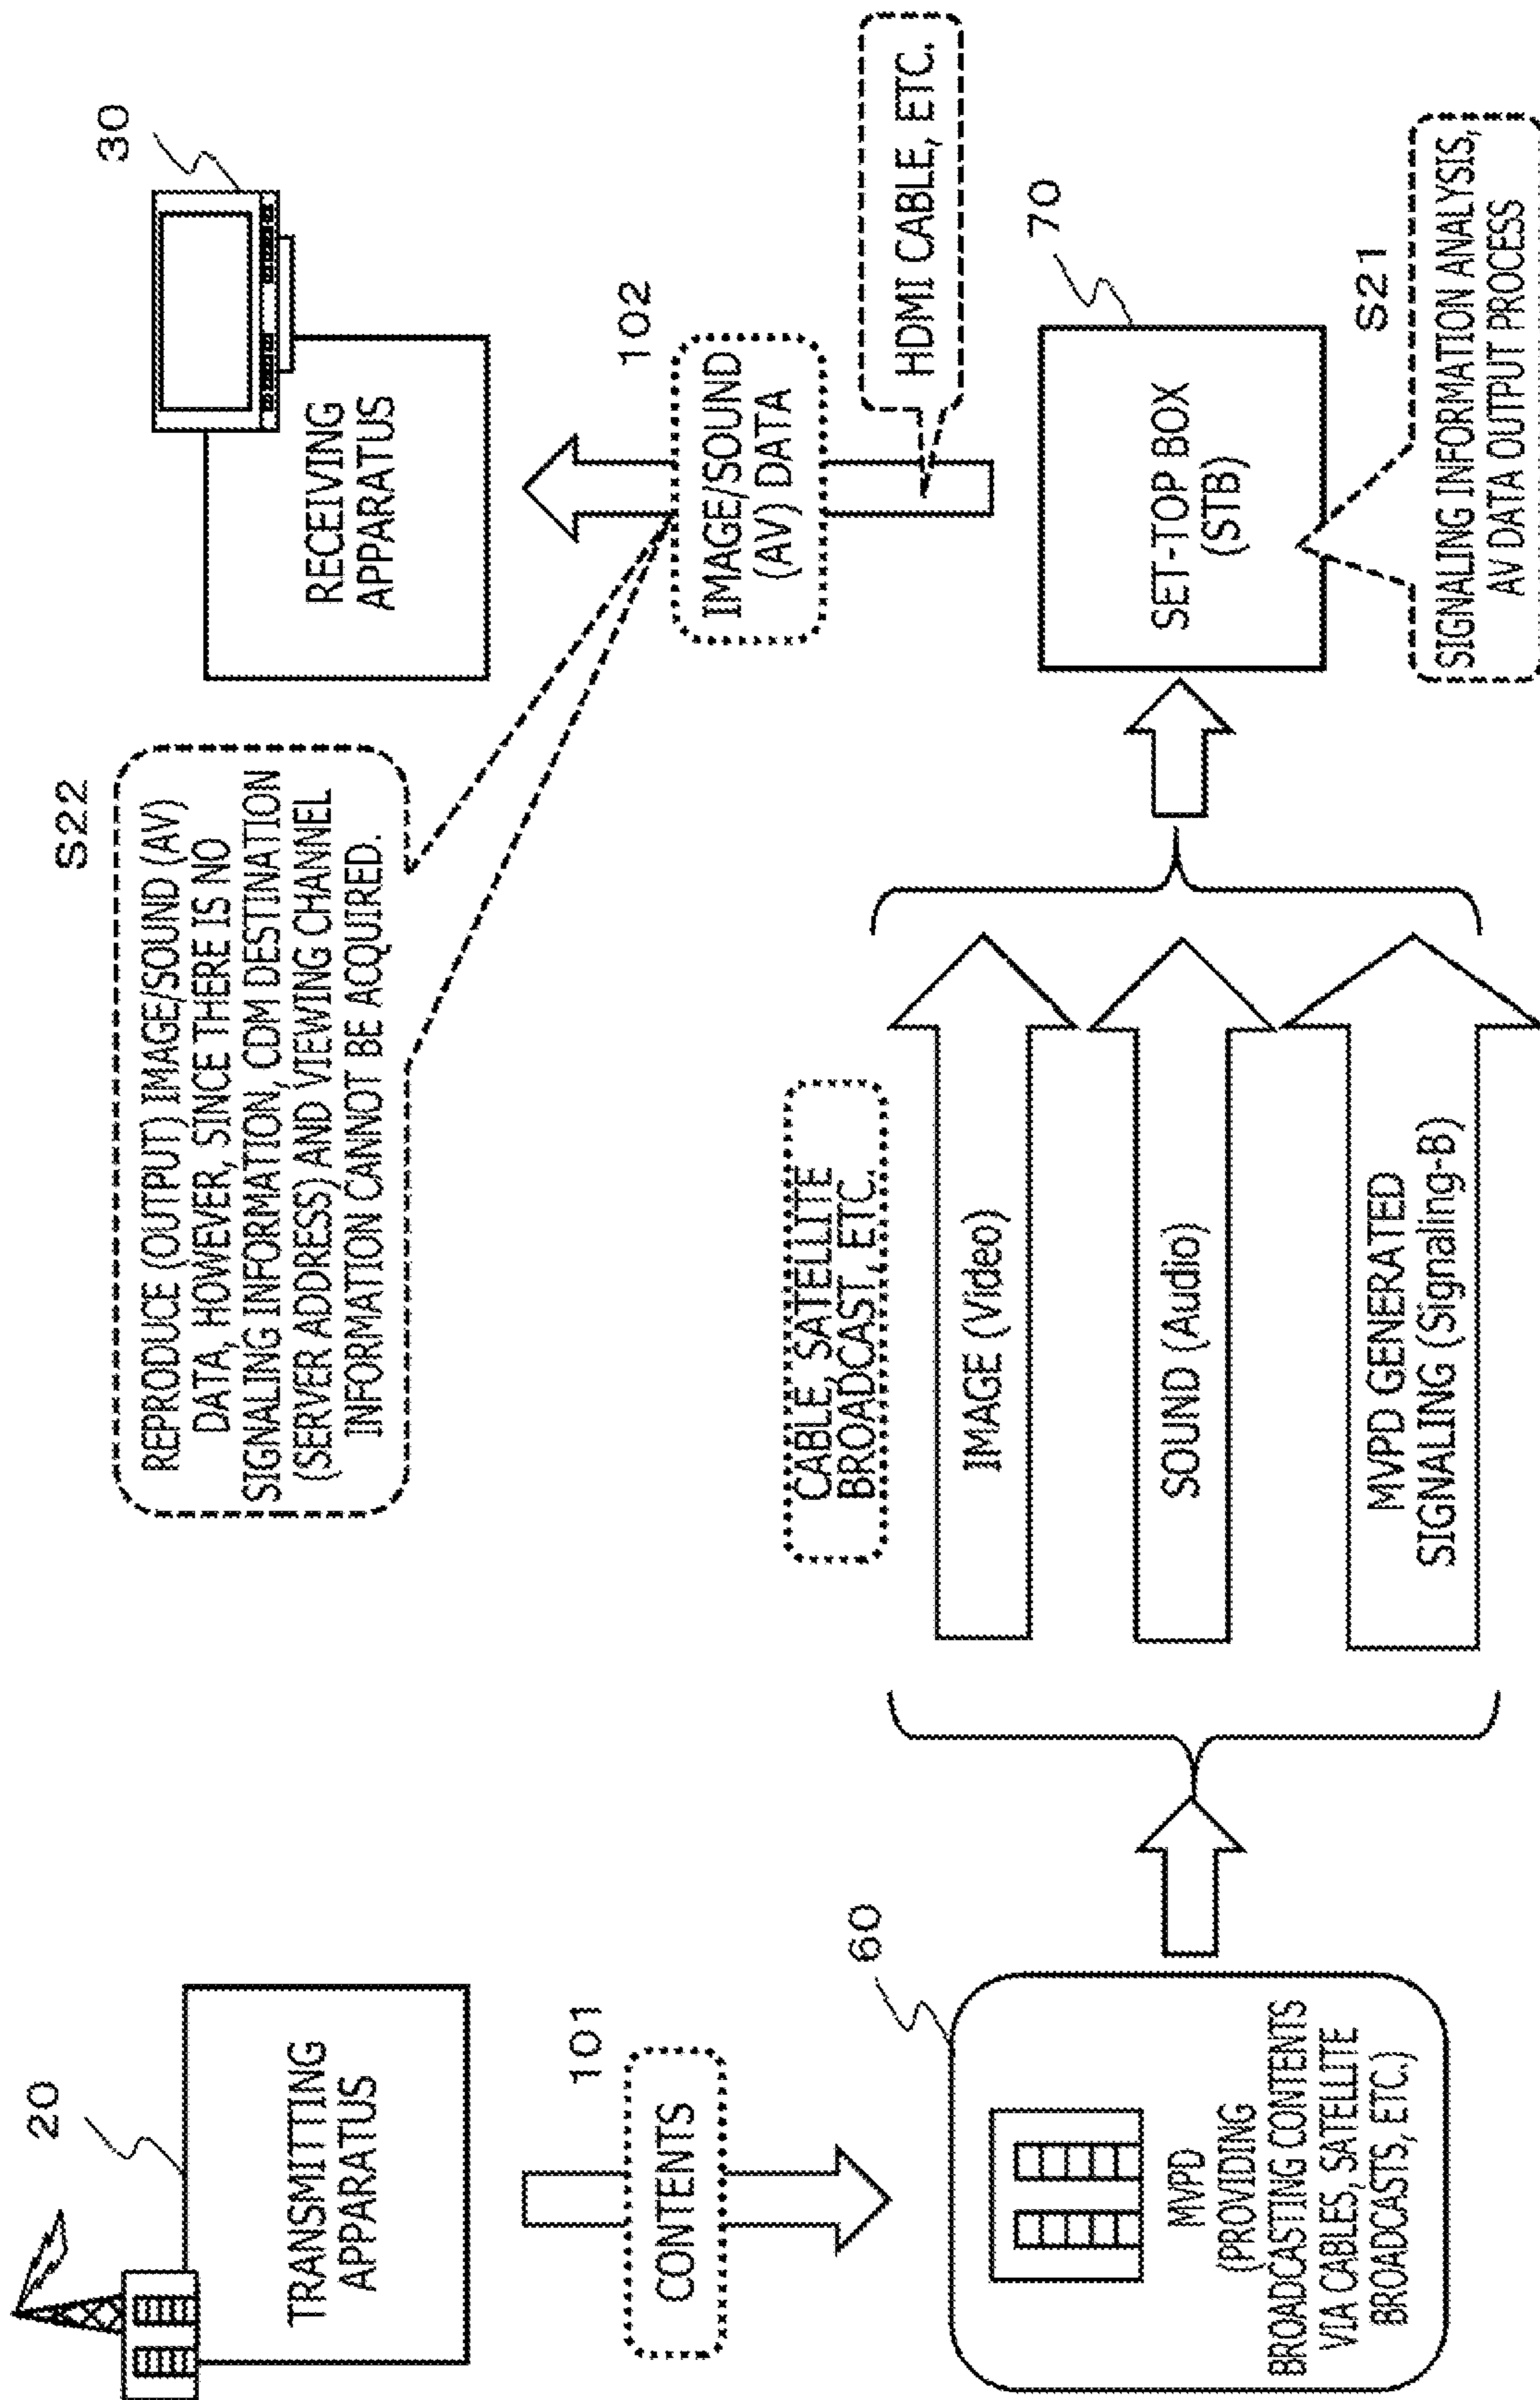 20
TRANSMITTING
APPARATUS
101
CONTENTS
60
MVPD
(PROVIDING
BROADCASTING CONTENTS
VIA CABLES, SATELLITE
BROADCASTS, ETC.)
CABLE, SATELLITE
BROADCAST, ETC.
IMAGE (Video)
SOUND (Audio)
MVPD GENERATED
SIGNALING (Signaling-B)
S22
REPRODUCE (OUTPUT) IMAGE/SOUND (AV)
DATA, HOWEVER, SINCE THERE IS NO
SIGNALING INFORMATION, CDM DESTINATION
(SERVER ADDRESS) AND VIEWING CHANNEL
INFORMATION CANNOT BE ACQUIRED.
30
RECEIVING
APPARATUS
102
IMAGE/SOUND
(AV) DATA
HDMI CABLE, ETC.
70
SET-TOP BOX
(STB)
S21
SIGNALING INFORMATION ANALYSIS,
AV DATA OUTPUT PROCESS